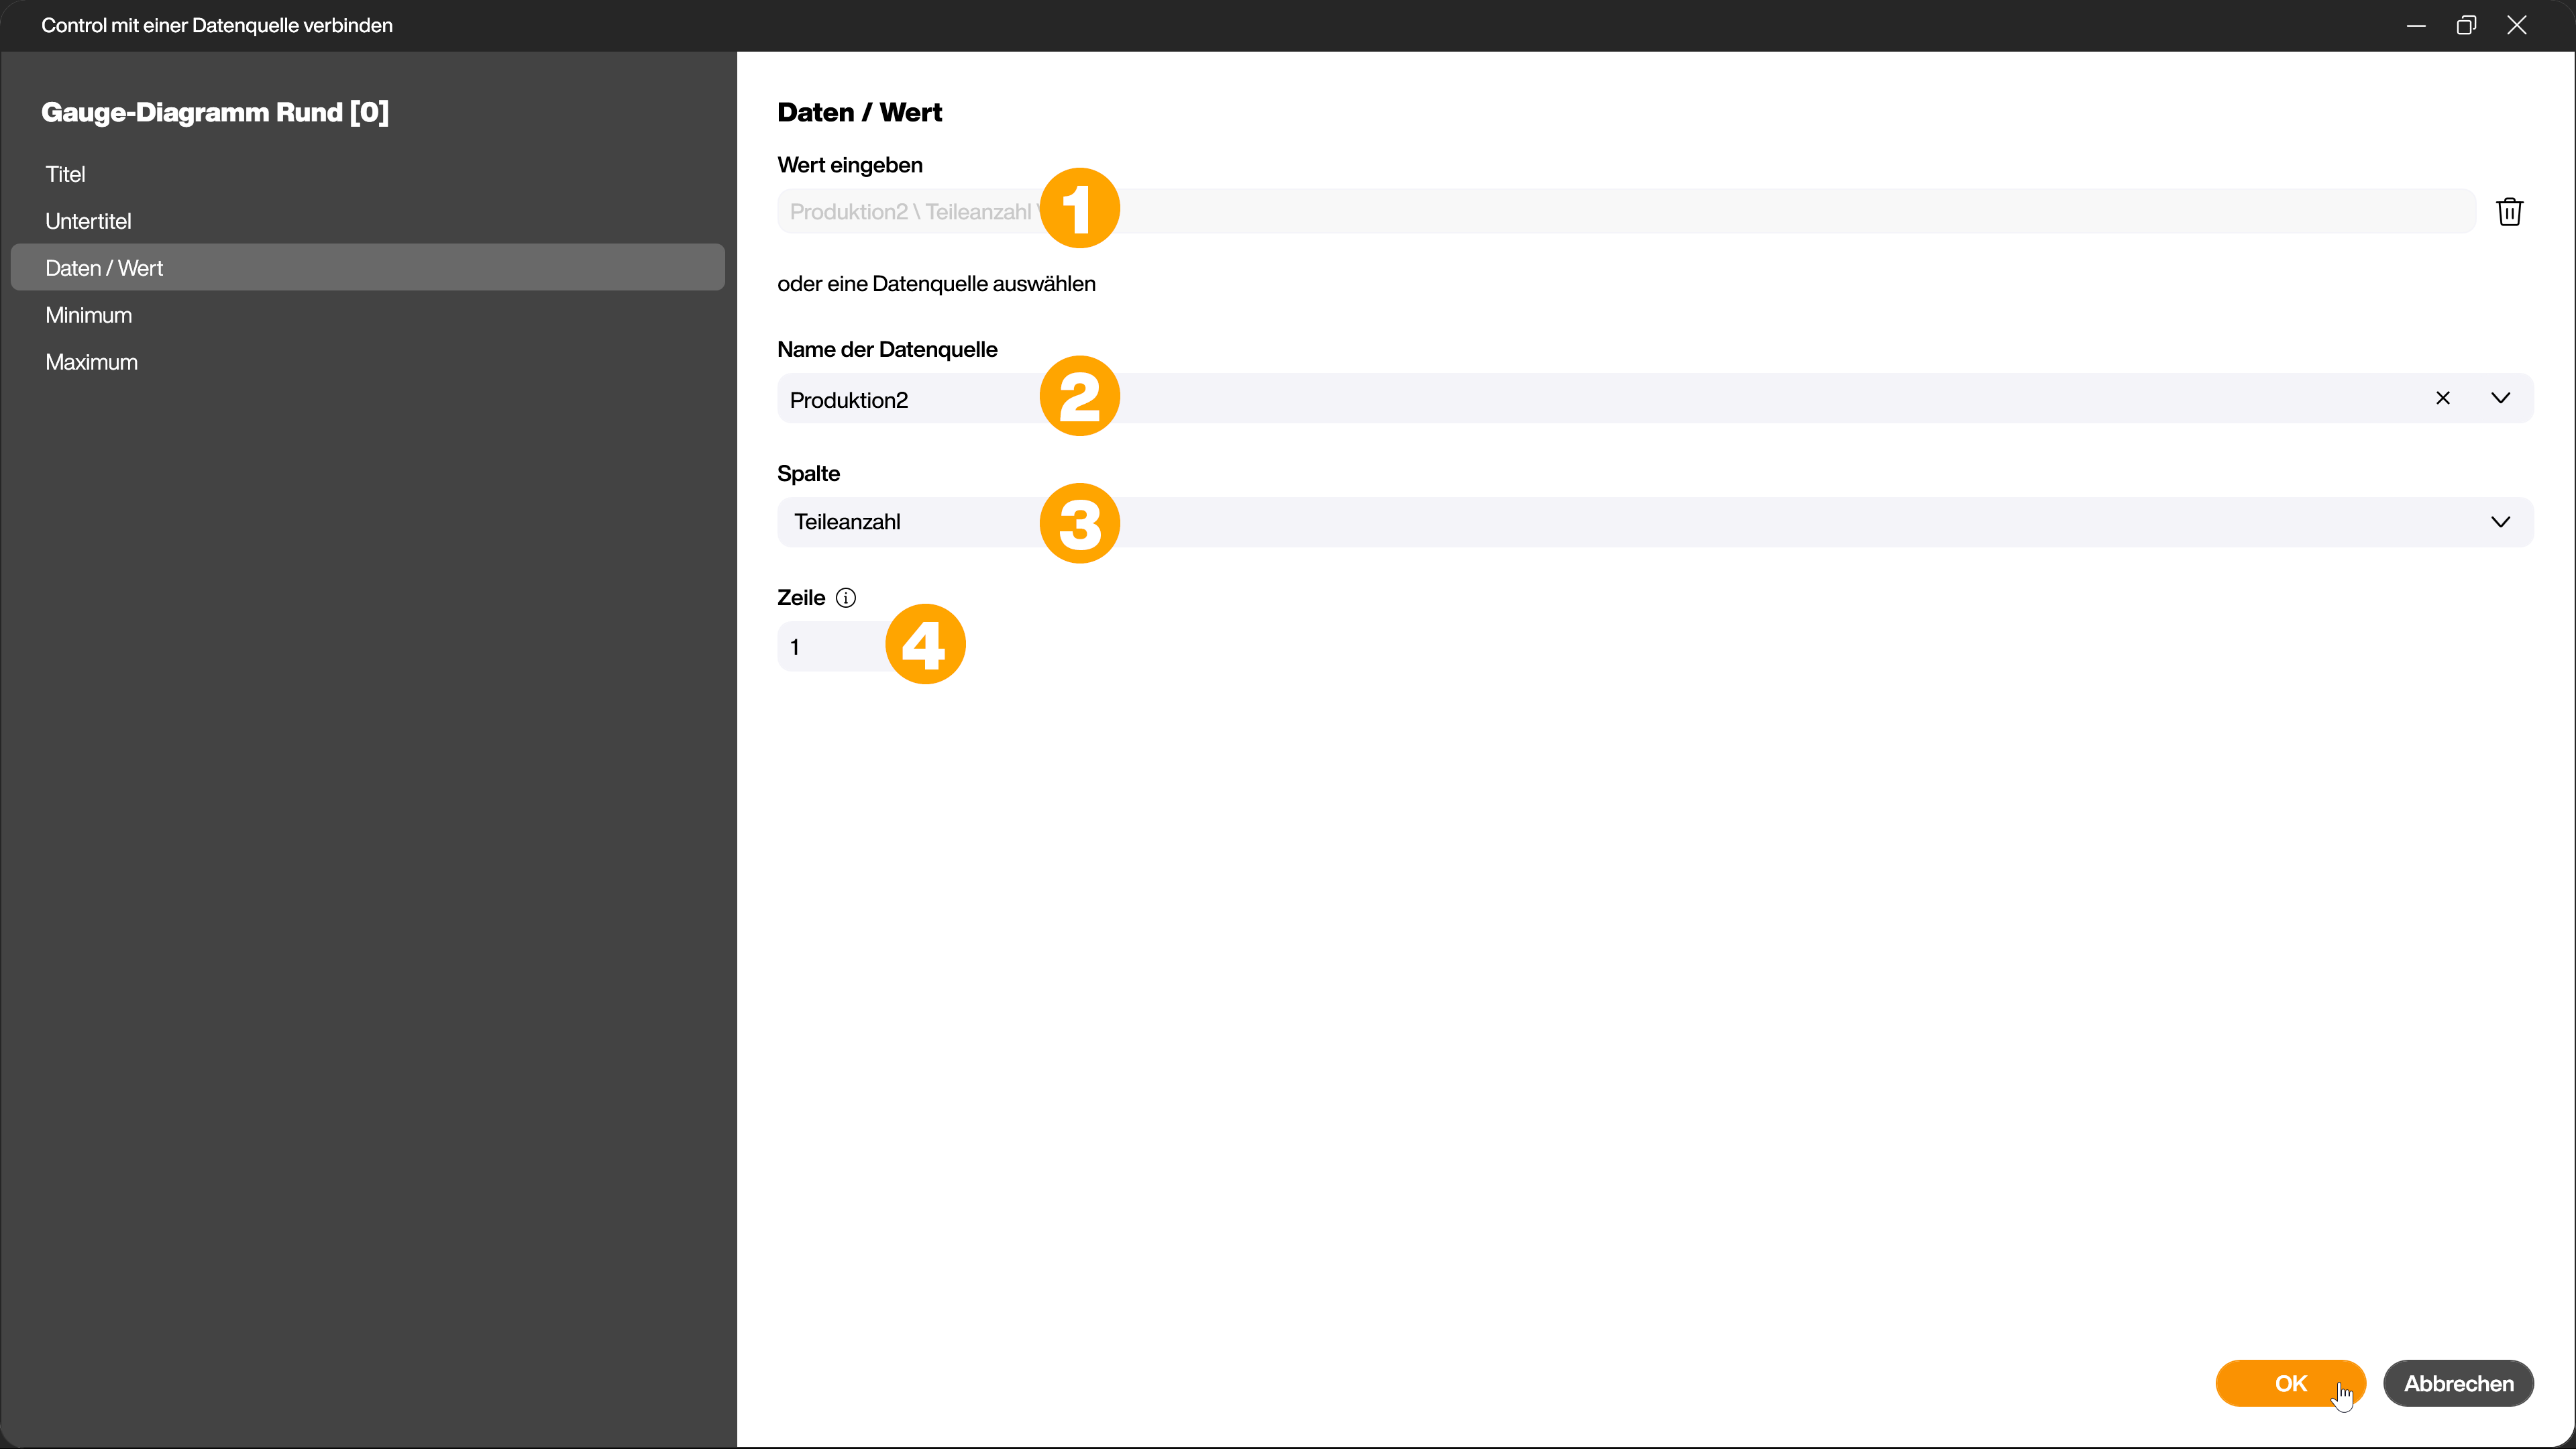 Control mit einer Datenquelle verbinden
Gauge-Diagramm Rund [0]
Titel
Untertitel
Daten / Wert
Minimum
Maximum
Daten / Wert
Wert eingeben
Produktion2 \ Teileanzahl \
1
oder eine Datenquelle auswählen
Name der Datenquelle
Produktion2
2
Spalte
Teileanzahl
3
Zeile
1
4
OK
Abbrechen